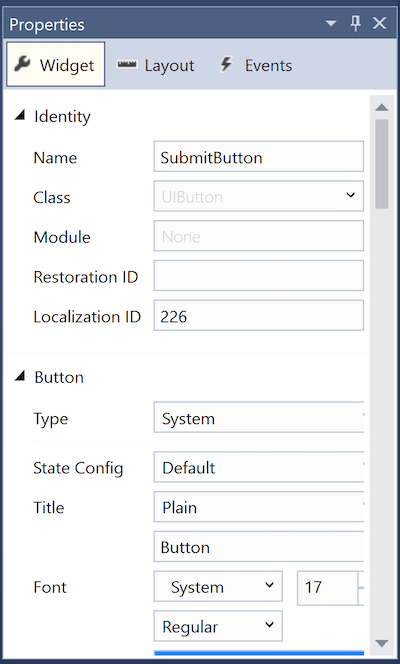 Properties
Widget Layout Events
Identity
Name SubmitButton
Class UIButton
Module None
Restoration ID
Localization ID 226
Button
Type System
State Config Default
Title Plain
Button
Font System 17
Regular